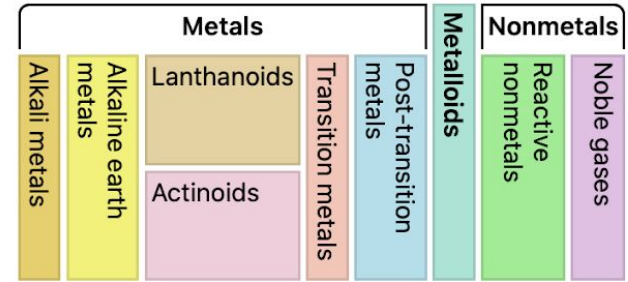 Metals
Metalloids
Nonmetals
Alkali metals
Alkaline earth
metals
Lanthanoids
Actinoids
Transition metals
Post-transition
metals
Reactive
nonmetals
Noble gases